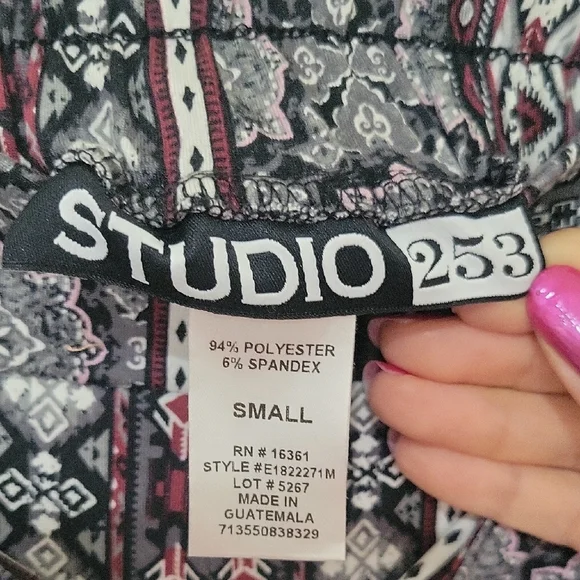 STUDIO 253
94% POLYESTER
6% SPANDEX
SMALL
RN # 16361
STYLE #E1822271M
LOT # 5267
MADE IN
GUATEMALA
713550838329